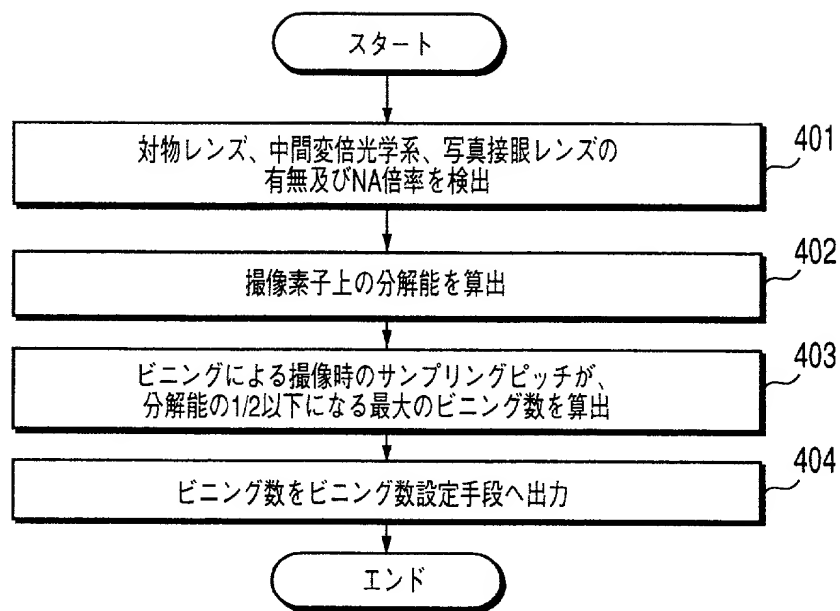 スタート
対物レンズ、中間変倍光学系、写真接眼レンズの
有無及びNA倍率を検出
401
撮像素子上の分解能を算出
402
ビニングによる撮像時のサンプリングピッチが、
分解能の1/2以下になる最大のビニング数を算出
403
ビニング数をビニング数設定手段へ出力
404
エンド